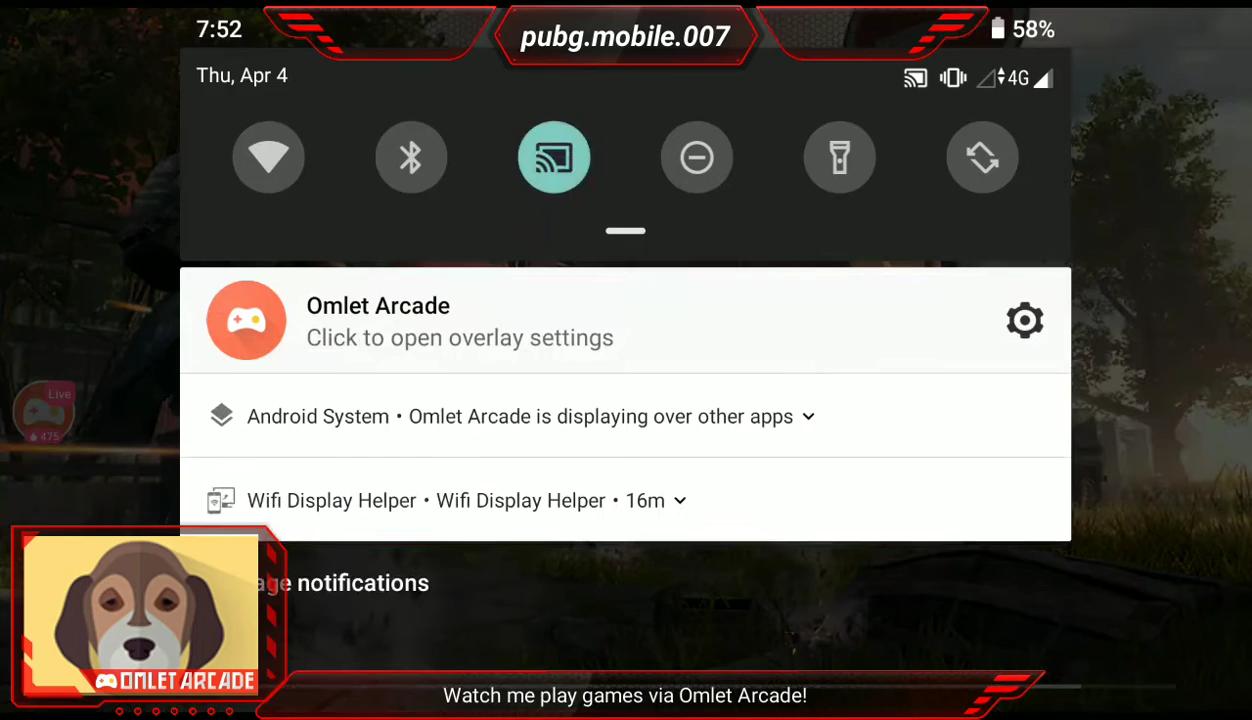 7:52
pubg.mobile.007
58%
Thu, Apr 4
4G
Omlet Arcade
Click to open overlay settings
Live
475
Android System • Omlet Arcade is displaying over other apps
Wifi Display Helper • Wifi Display Helper • 16m
notifications
OMLET ARCADE
Watch me play games via Omlet Arcade!